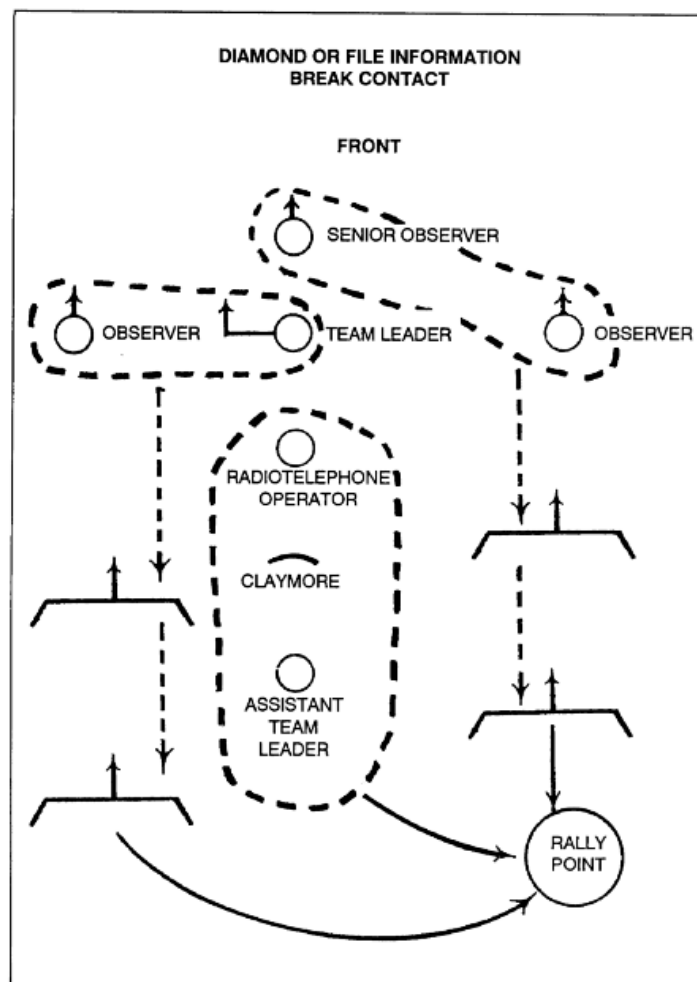 DIAMOND OR FILE INFORMATION
BREAK CONTACT
FRONT
SENIOR OBSERVER
OBSERVER
TEAM LEADER
OBSERVER
RADIOTELEPHONE
OPERATOR
CLAYMORE
ASSISTANT
TEAM
LEADER
RALLY
POINT